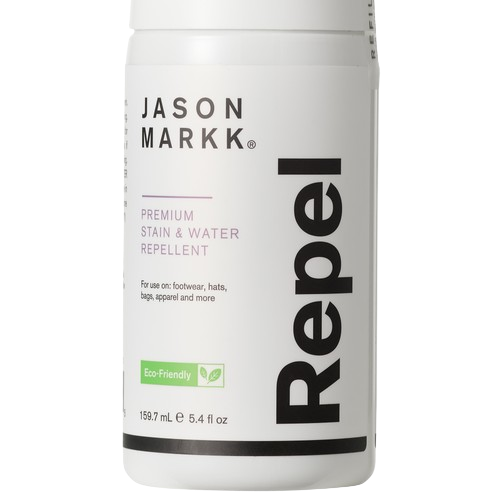 JASON
MARKK®
PREMIUM
STAIN & WATER
REPELLENT
For use on: footwear, hats,
bags, apparel and more
Eco-Friendly
159.7 mL ℮ 5.4 fl oz
Repel